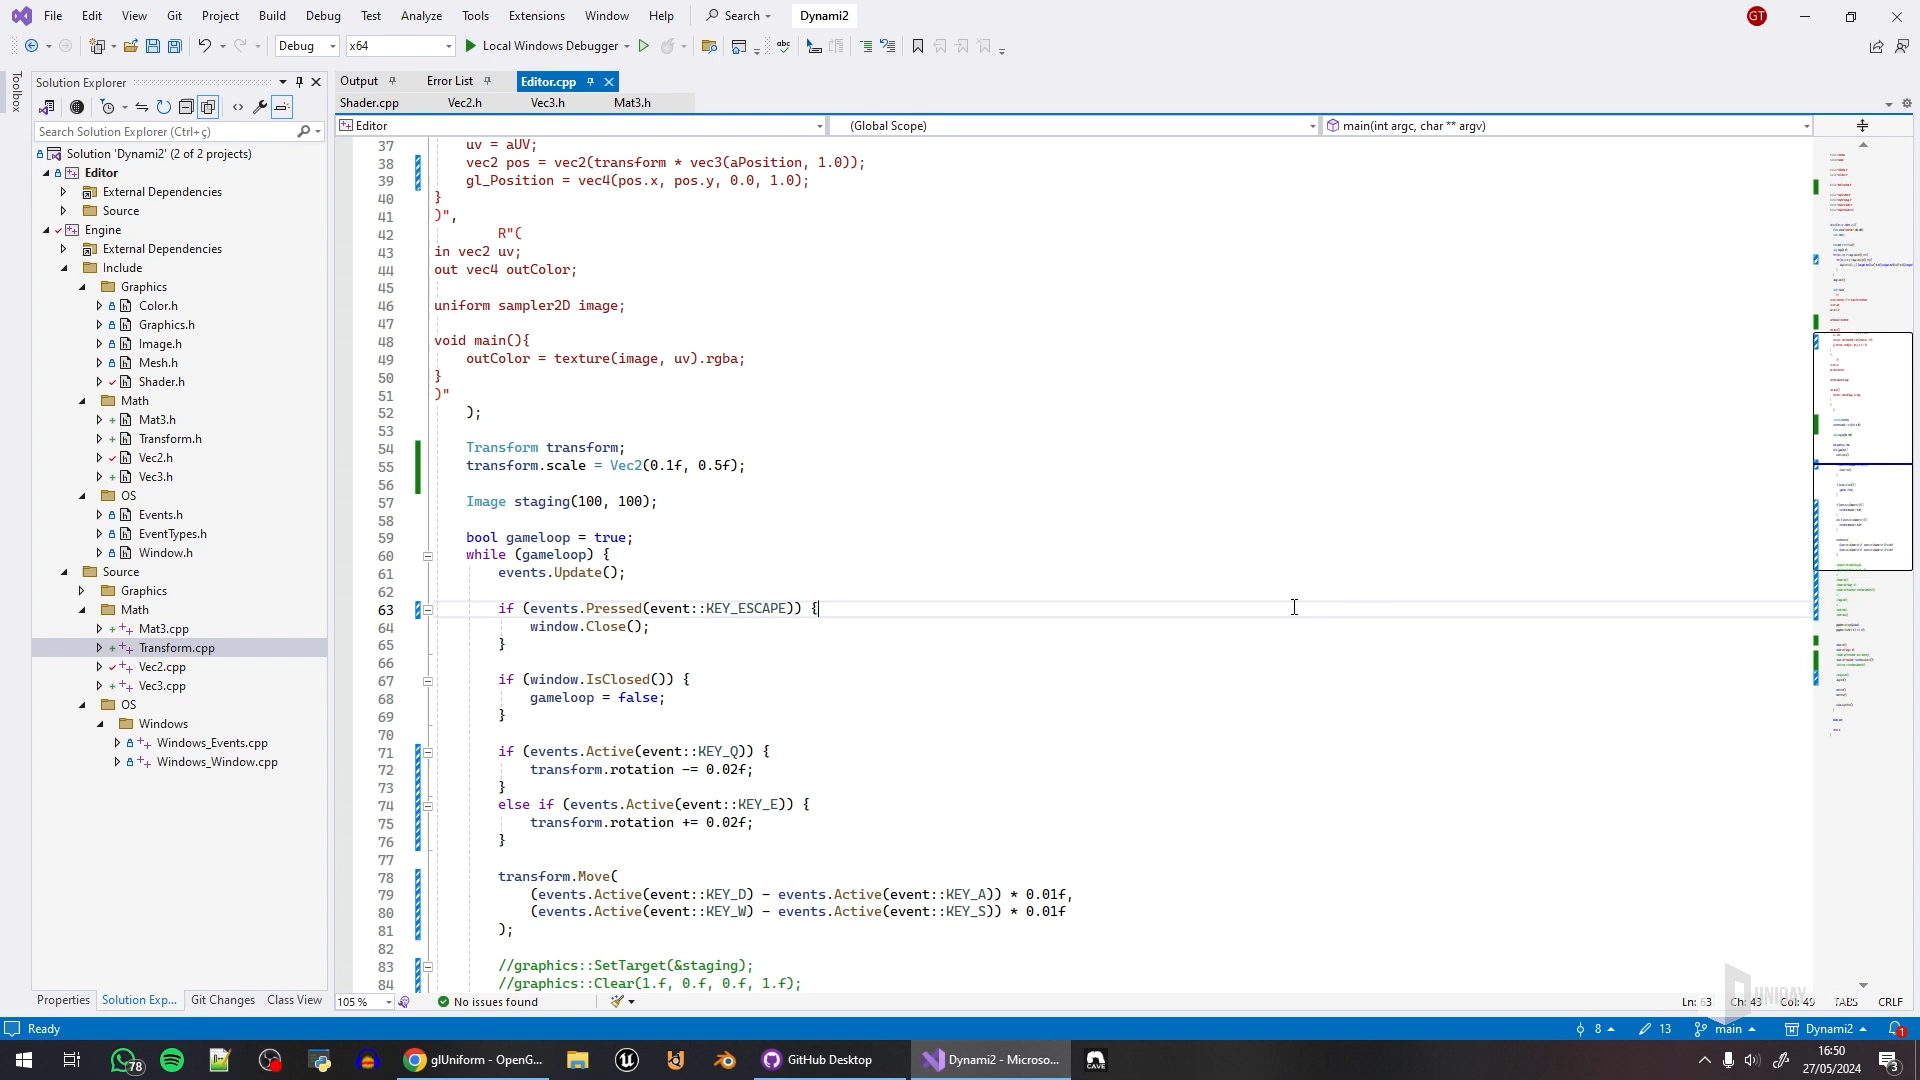 File Edit View Git Project Build Debug Test Analyze Tools Extensions Window Help Search Dynami2 GT
Debug x64 Local Windows Debugger
Toolbox
Solution Explorer
Search Solution Explorer (Ctrl+ç)
Solution 'Dynami2' (2 of 2 projects)
Editor
External Dependencies
Source
Engine
External Dependencies
Include
Graphics
Color.h
Graphics.h
Image.h
Mesh.h
Shader.h
Math
Mat3.h
Transform.h
Vec2.h
Vec3.h
OS
Events.h
EventTypes.h
Window.h
Source
Graphics
Math
Mat3.cpp
Transform.cpp
Vec2.cpp
Vec3.cpp
OS
Windows
Windows_Events.cpp
Windows_Window.cpp
Properties Solution Exp... Git Changes Class View
Output Error List Editor.cpp
Shader.cpp Vec2.h Vec3.h Mat3.h
Editor (Global Scope) main(int argc, char ** argv)
37 uv = aUV;
38 vec2 pos = vec2(transform * vec3(aPosition, 1.0));
39 gl_Position = vec4(pos.x, pos.y, 0.0, 1.0);
40 }
41 )",
42 R"(
43 in vec2 uv;
44 out vec4 outColor;
45
46 uniform sampler2D image;
47
48 void main(){
49 outColor = texture(image, uv).rgba;
50 }
51 )"
52 );
53
54 Transform transform;
55 transform.scale = Vec2(0.1f, 0.5f);
56
57 Image staging(100, 100);
58
59 bool gameloop = true;
60 while (gameloop) {
61 events.Update();
62
63 if (events.Pressed(event::KEY_ESCAPE)) {
64 window.Close();
65 }
66
67 if (window.IsClosed()) {
68 gameloop = false;
69 }
70
71 if (events.Active(event::KEY_Q)) {
72 transform.rotation -= 0.02f;
73 }
74 else if (events.Active(event::KEY_E)) {
75 transform.rotation += 0.02f;
76 }
77
78 transform.Move(
79 (events.Active(event::KEY_D) - events.Active(event::KEY_A)) * 0.01f,
80 (events.Active(event::KEY_W) - events.Active(event::KEY_S)) * 0.01f
81 );
82
83 //graphics::SetTarget(&staging);
84 //graphics::Clear(1.f, 0.f, 0.f, 1.f);
105 % No issues found Ln: 63 Ch: 43 Col: 49 TABS CRLF
Ready 8 13 main Dynami2 1
78 glUniform - OpenG... GitHub Desktop Dynami2 - Microso... CAVE
16:50
27/05/2024
3